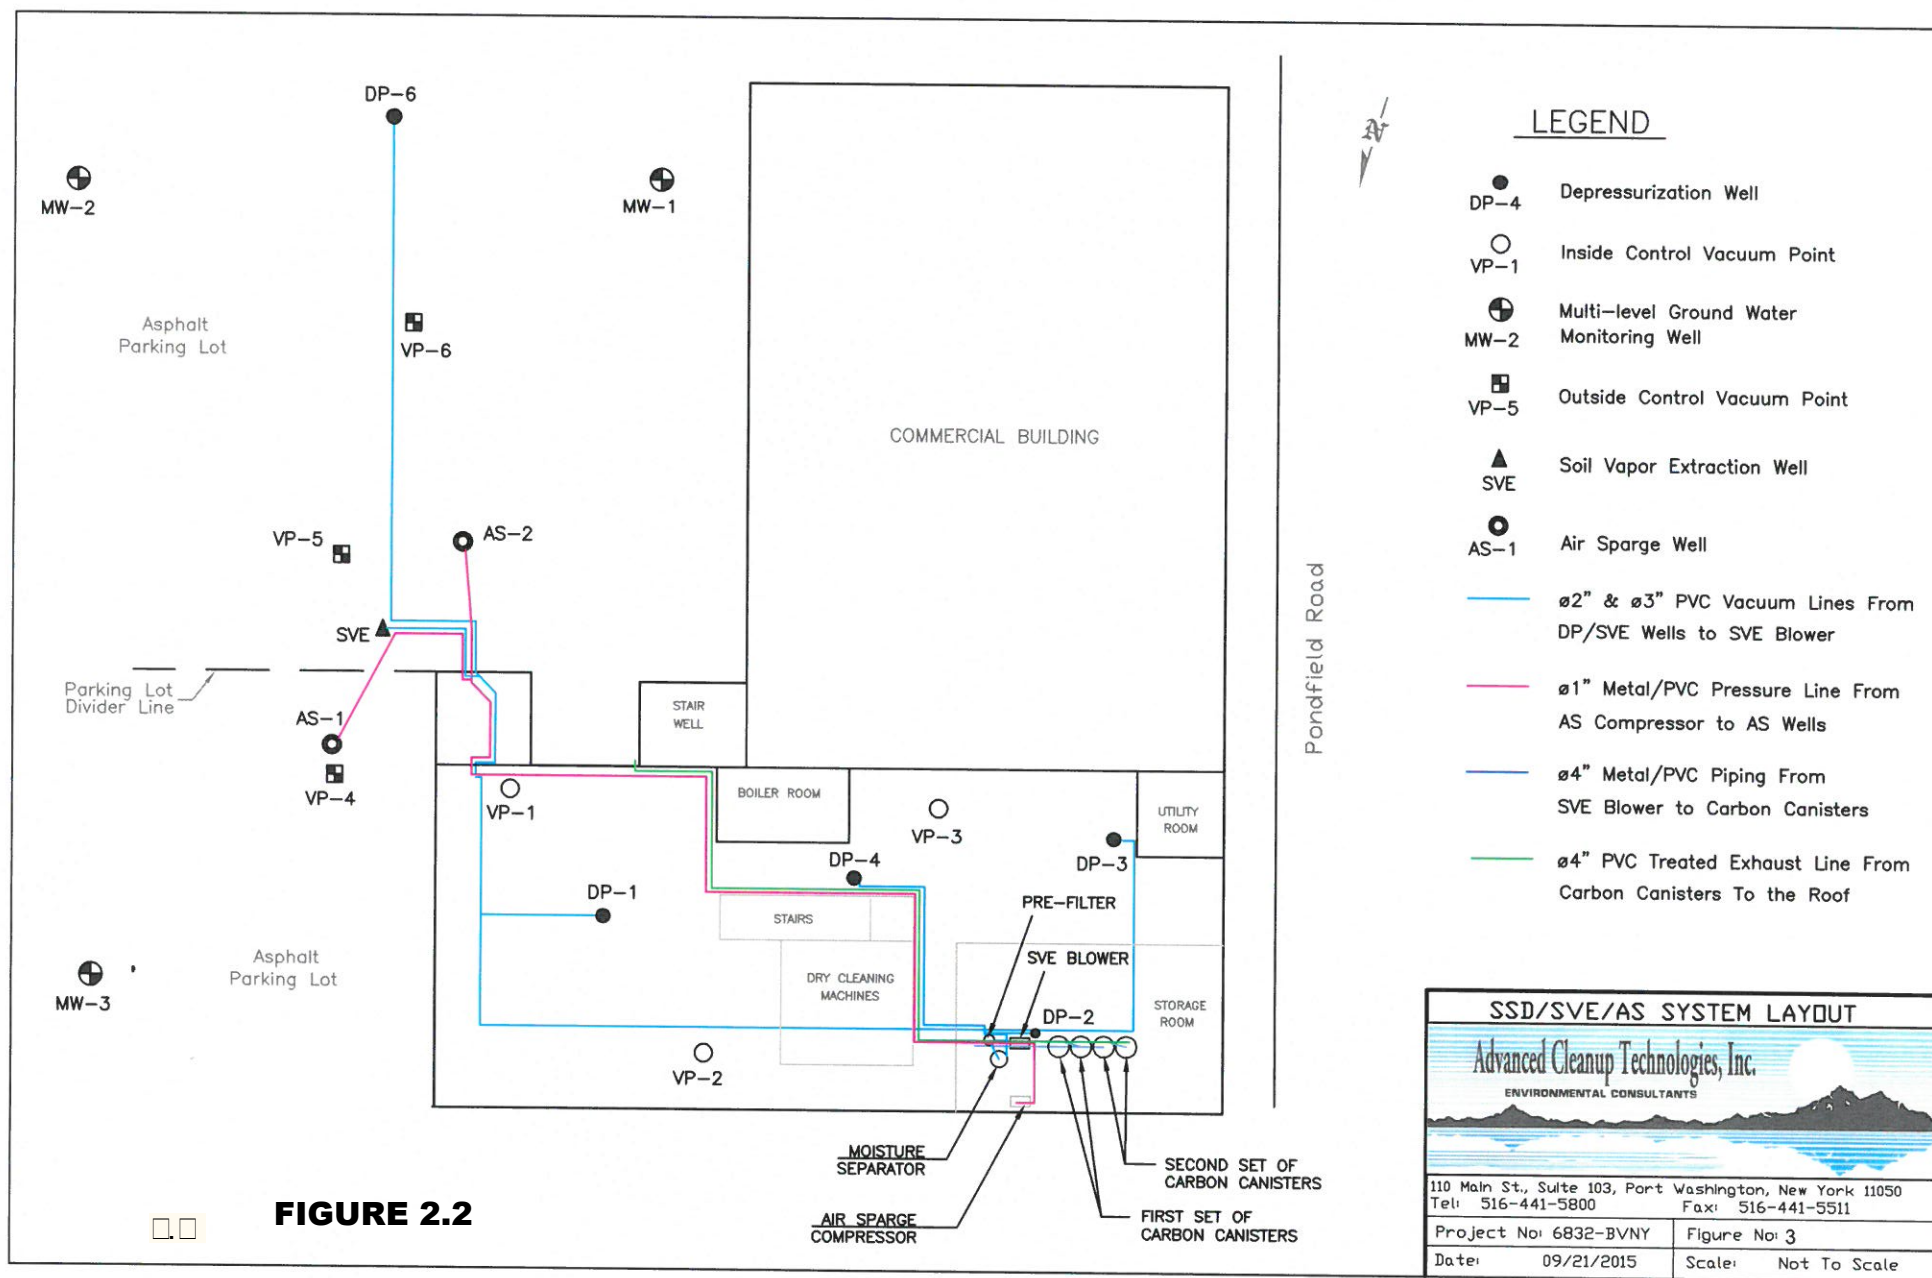 DP-6
MW-2
MW-1
Asphalt
Parking Lot
VP-6
COMMERCIAL BUILDING
VP-5
AS-2
SVE
Parking Lot
Divider Line
AS-1
VP-4
STAIR
WELL
Pondfield Road
VP-1
BOILER ROOM
VP-3
UTILITY
ROOM
DP-4
DP-3
DP-1
PRE-FILTER
STAIRS
SVE BLOWER
Asphalt
Parking Lot
DRY CLEANING
MACHINES
MW-3
DP-2
STORAGE
ROOM
VP-2
MOISTURE
SEPARATOR
SECOND SET OF
CARBON CANISTERS
AIR SPARGE
COMPRESSOR
FIRST SET OF
CARBON CANISTERS
FIGURE 2.2
N
LEGEND
DP-4
Depressurization Well
VP-1
Inside Control Vacuum Point
MW-2
Multi-level Ground Water
Monitoring Well
VP-5
Outside Control Vacuum Point
SVE
Soil Vapor Extraction Well
AS-1
Air Sparge Well
ø2" & ø3" PVC Vacuum Lines From
DP/SVE Wells to SVE Blower
ø1" Metal/PVC Pressure Line From
AS Compressor to AS Wells
ø4" Metal/PVC Piping From
SVE Blower to Carbon Canisters
ø4" PVC Treated Exhaust Line From
Carbon Canisters To the Roof
SSD/SVE/AS SYSTEM LAYOUT
Advanced Cleanup Technologies, Inc.
ENVIRONMENTAL CONSULTANTS
110 Main St., Suite 103, Port Washington, New York 11050
Tel: 516-441-5800 Fax: 516-441-5511
Project No: 6832-BVNY Figure No: 3
Date: 09/21/2015 Scale: Not To Scale